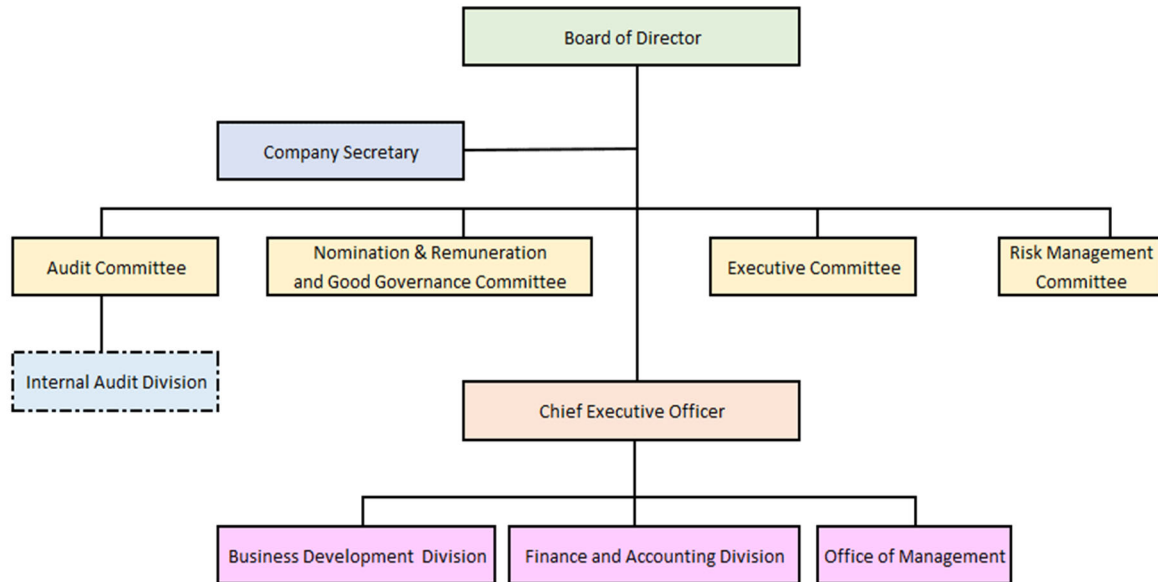 Board of Director
Company Secretary
Audit Committee
Nomination & Remuneration
and Good Governance Committee
Executive Committee
Risk Management
Committee
Internal Audit Division
Chief Executive Officer
Business Development Division
Finance and Accounting Division
Office of Management